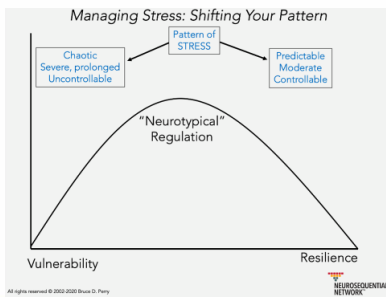 Managing Stress: Shifting Your Pattern
Pattern of
STRESS
Chaotic
Severe, prolonged
Uncontrollable
Predictable
Moderate
Controllable
“Neurotypical”
Regulation
Vulnerability
Resilience
All rights reserved © 2002-2020 Bruce D. Perry
NEUROSEQUENTIAL
NETWORK™